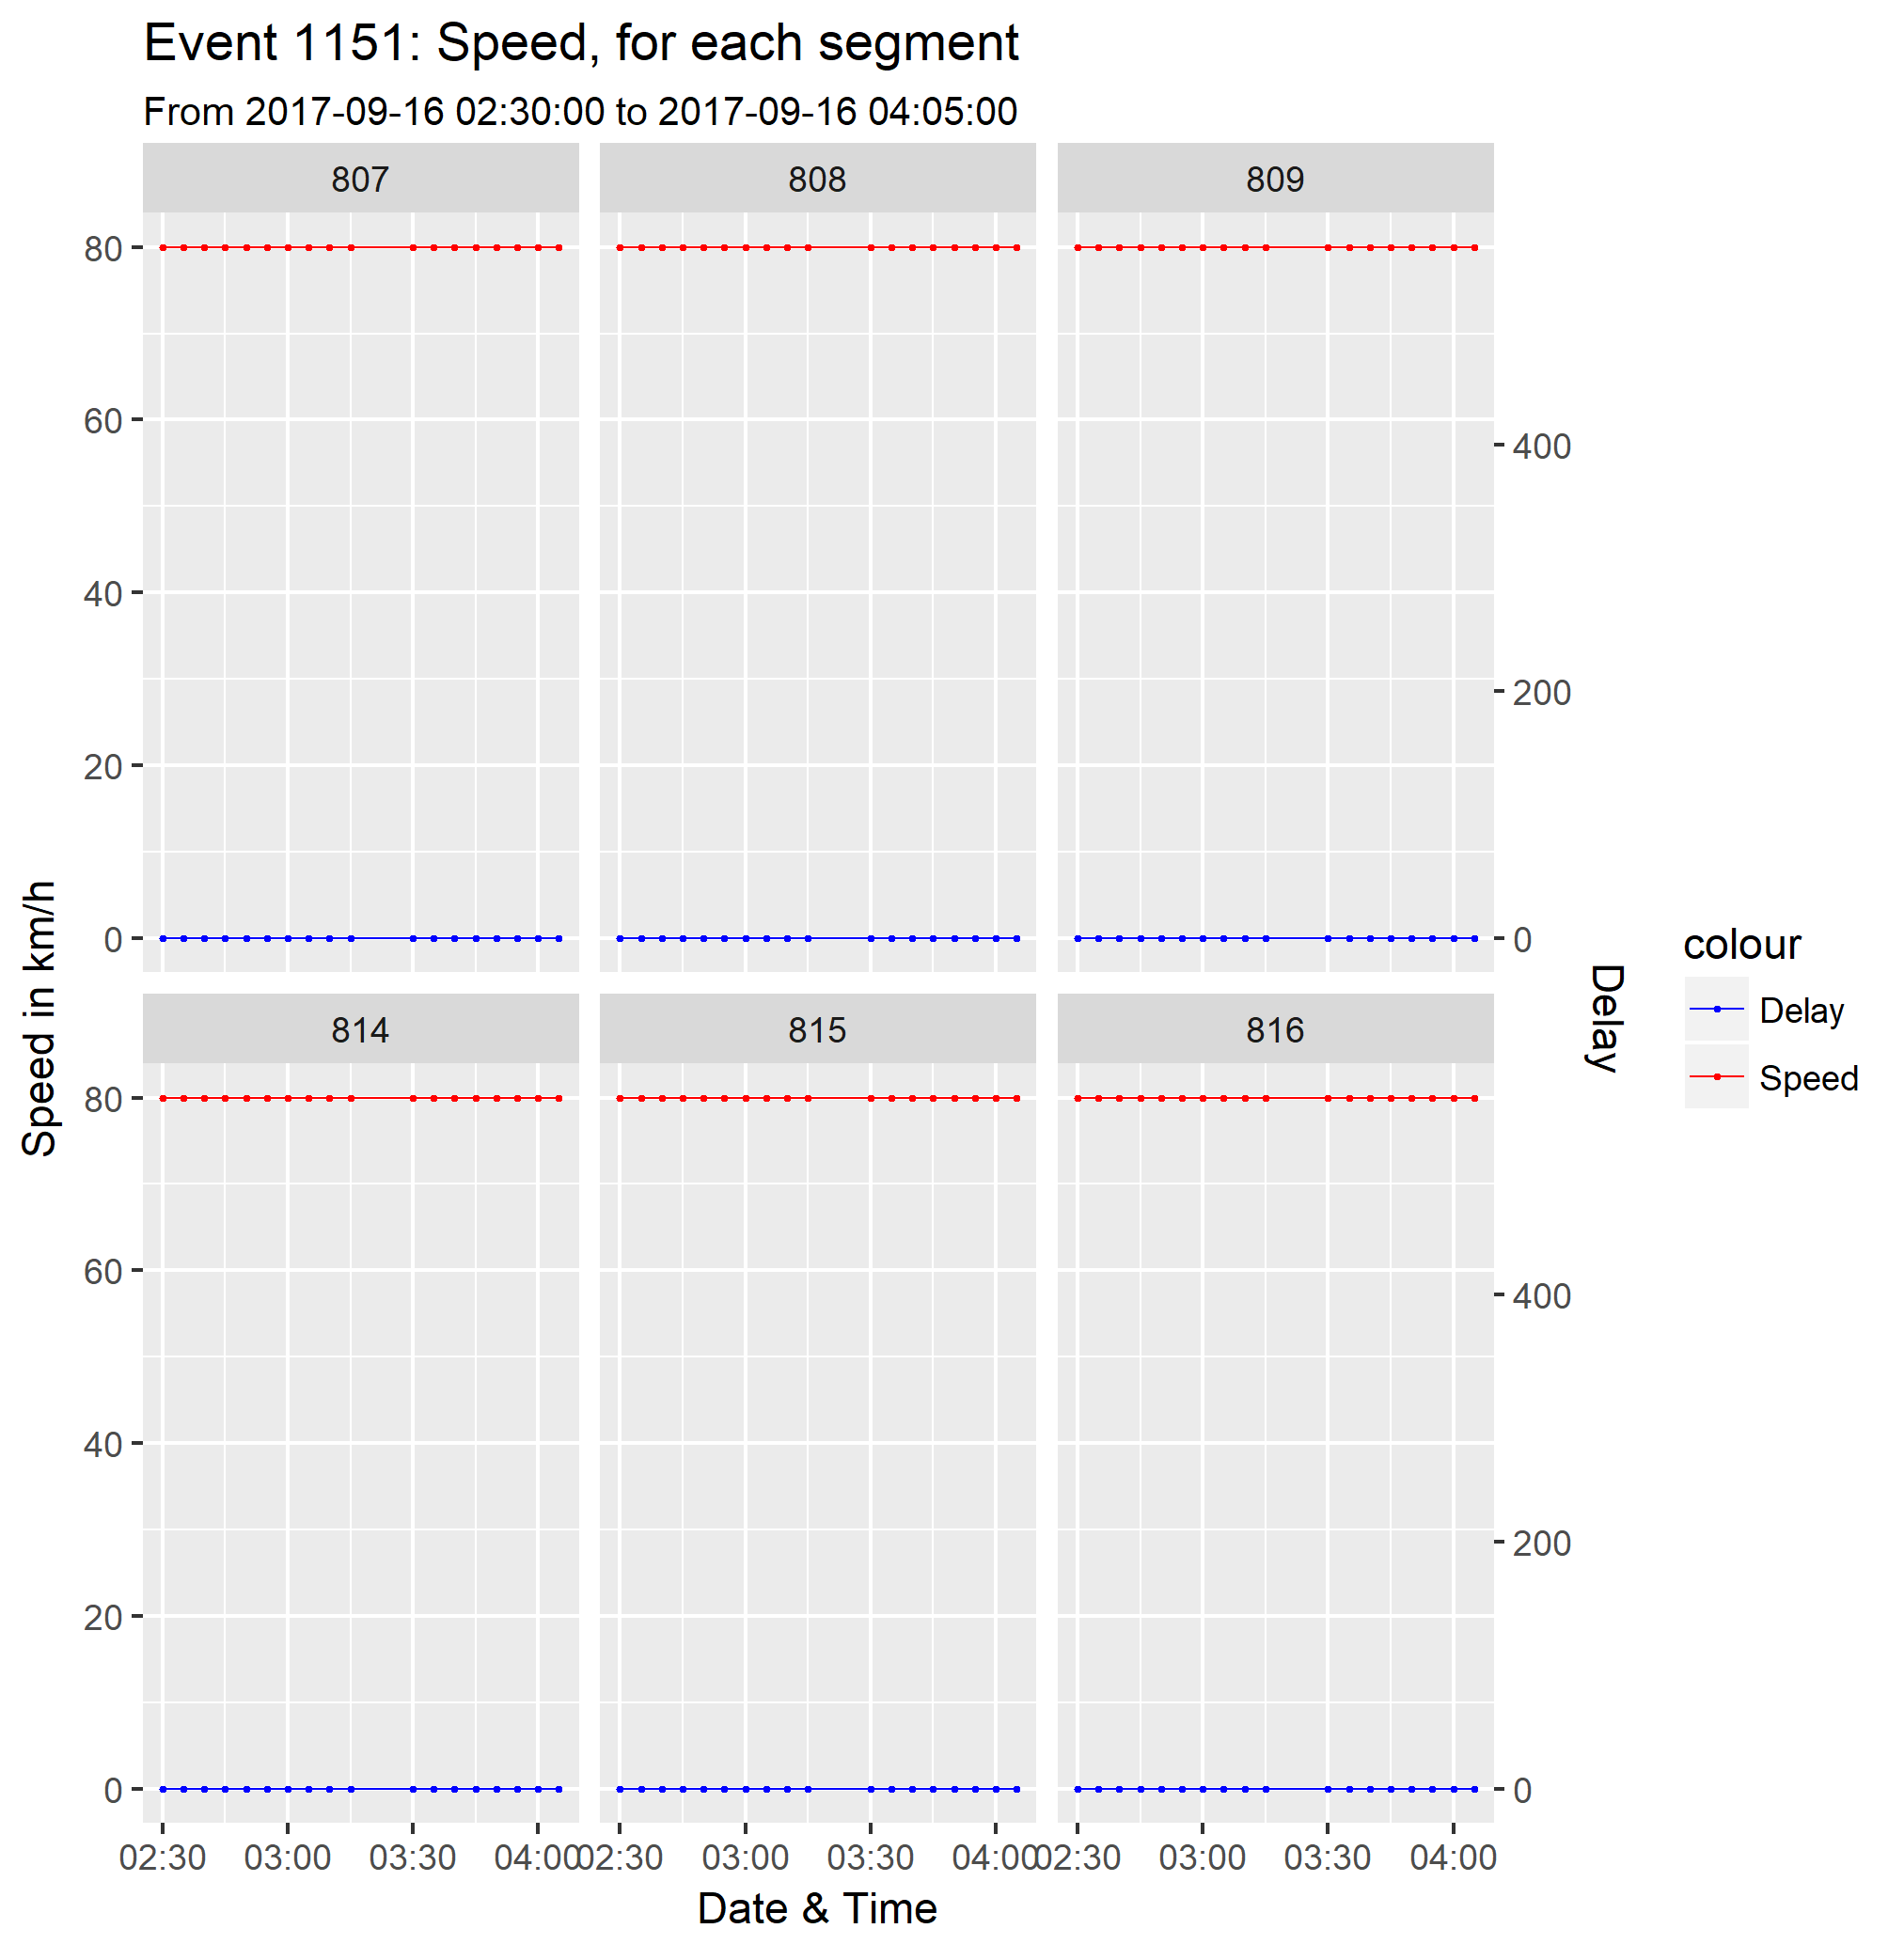 Event 1151: Speed, for each segment
From 2017-09-16 02:30:00 to 2017-09-16 04:05:00
807 808 809
80
60
40
20
0
400
200
0
814 815 816
80
60
40
20
0
400
200
0
02:30 03:00 03:30 04:00 02:30 03:00 03:30 04:00 02:30 03:00 03:30 04:00
Date & Time
Speed in km/h
Delay
colour
Delay
Speed